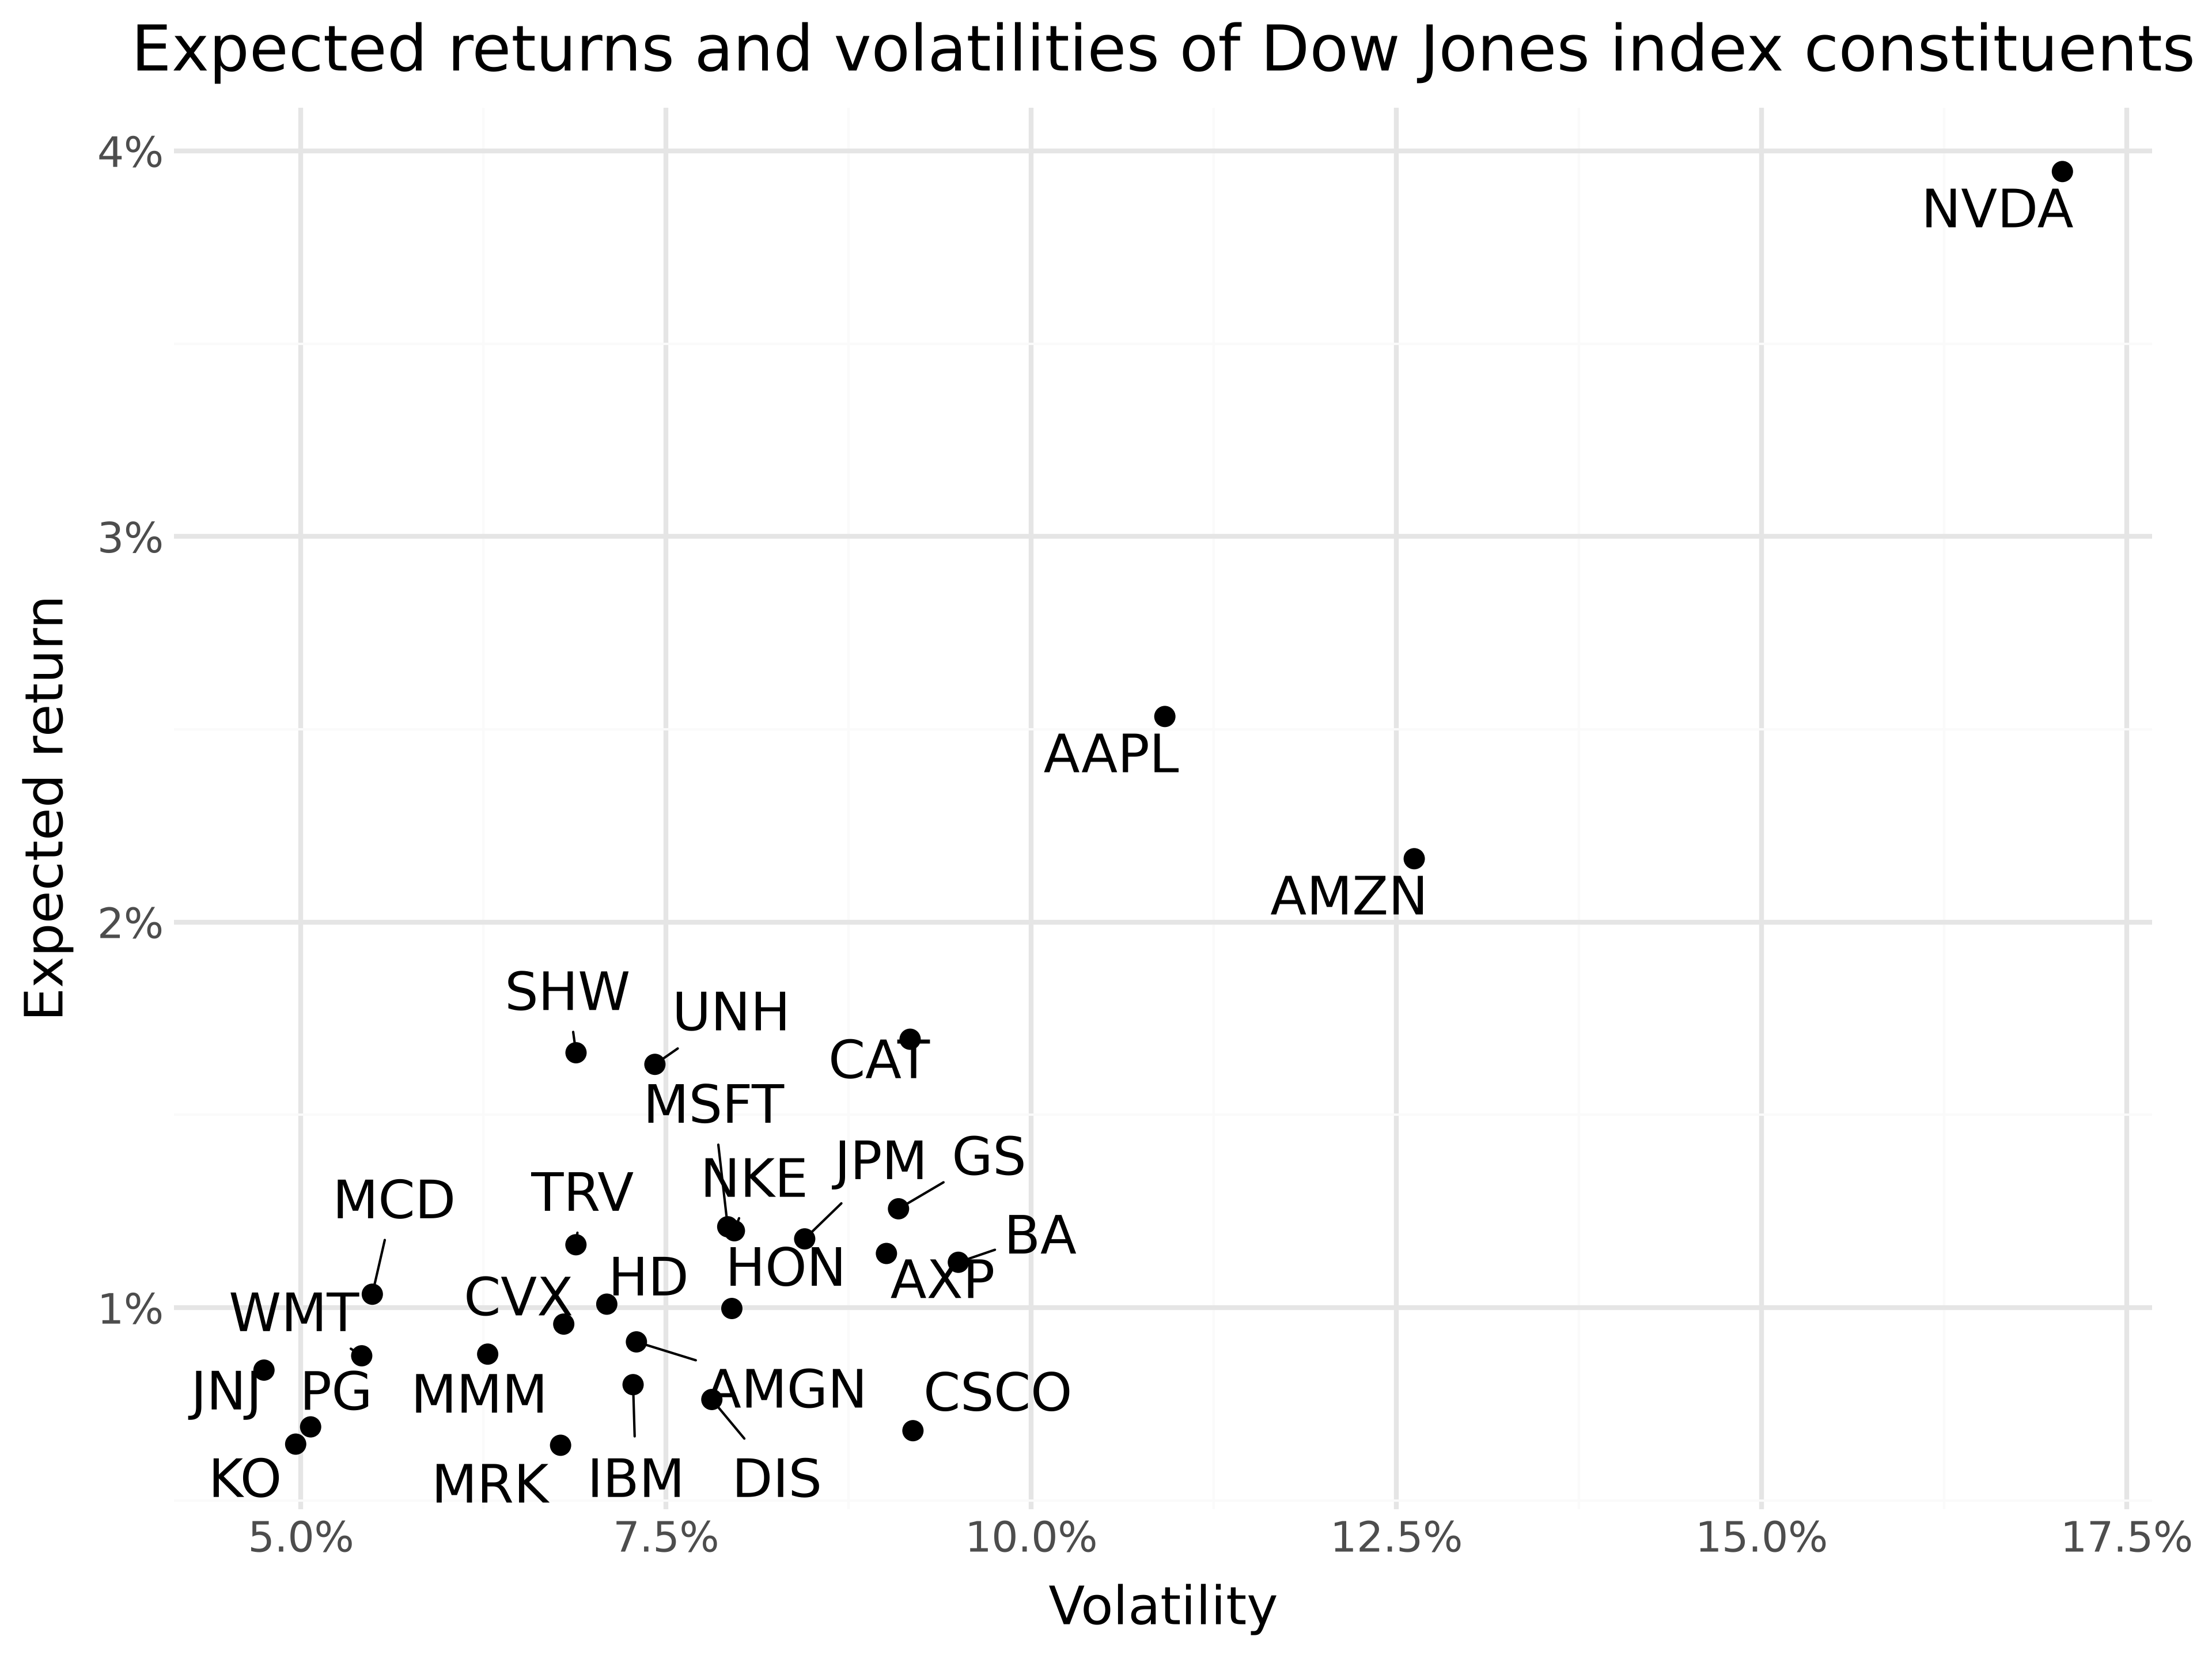 Expected returns and volatilities of Dow Jones index constituents
4%
NVDA
3%
Expected return
AAPL
AMZN
2%
SHW
UNH
CAT
MSFT
JPM
GS
NKE
TRV
MCD
BA
HON
HD
AXP
CVX
WMT
1%
JNJ
PG
MMM
AMGN
CSCO
KO
MRK
IBM
DIS
5.0%
7.5%
10.0%
12.5%
15.0%
17.5%
Volatility